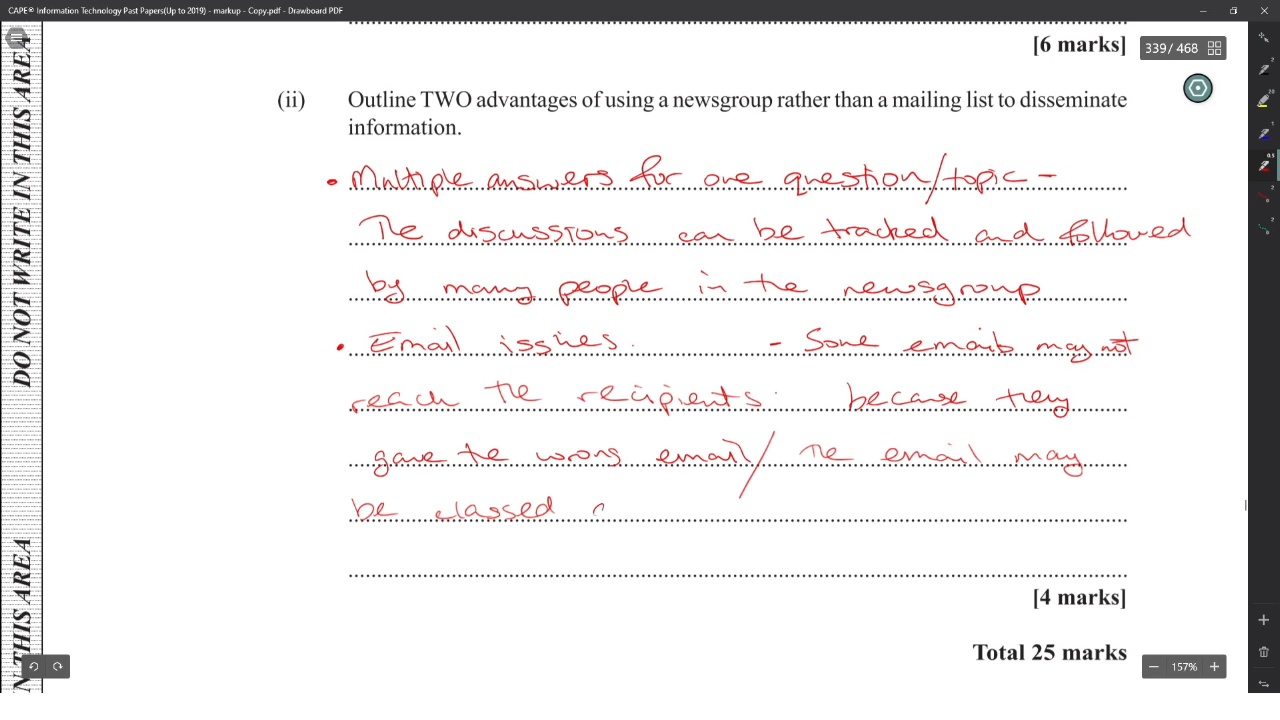 CAPE® Information Technology Past Papers(Up to 2019) - markup - Copy.pdf - Drawboard PDF
[6 marks]
339 / 468
(ii) Outline TWO advantages of using a newsgroup rather than a mailing list to disseminate
information.
• Multiple answers for one question/topic -
The discussions can be tracked and followed
by many people in the newsgroup
• Email issues. - Some emails may not
reach the recipients. because they
gave the wrong email/ The email may
be classed
[4 marks]
Total 25 marks
157%
DO NOT WRITE IN THIS AREA
IN THIS AREA